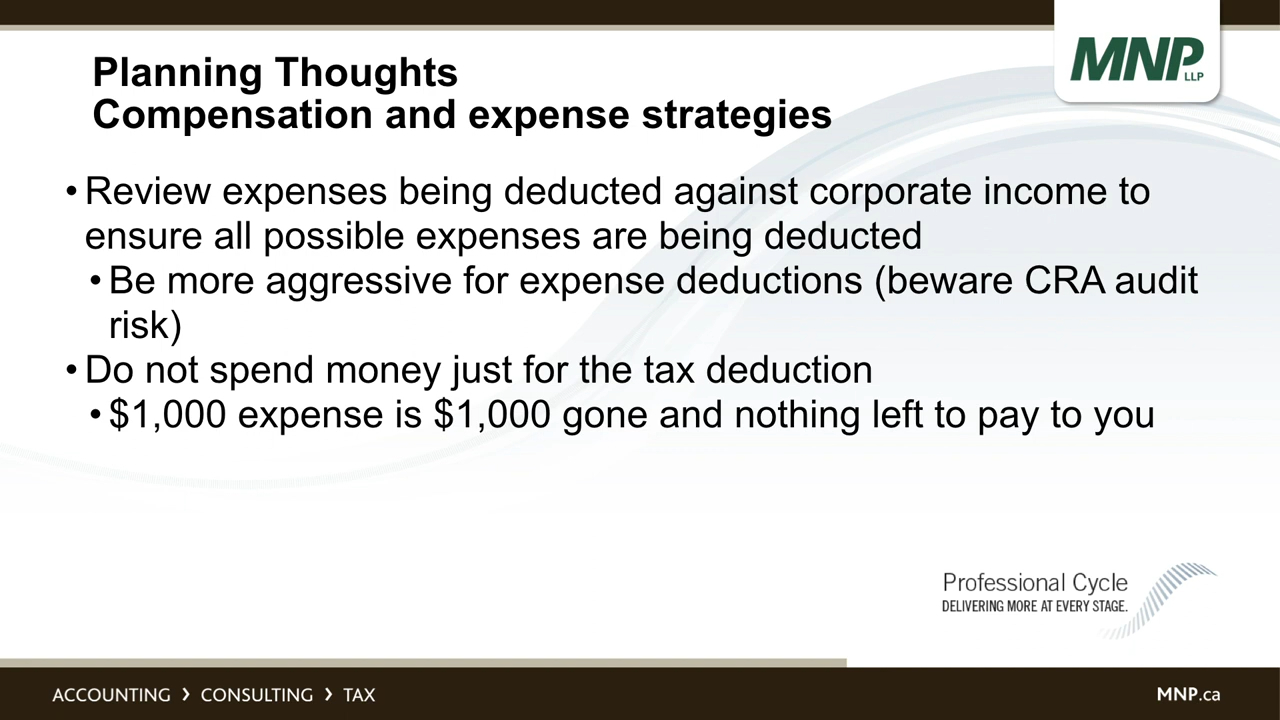 MNP
LLP
Planning Thoughts
Compensation and expense strategies
• Review expenses being deducted against corporate income to
ensure all possible expenses are being deducted
• Be more aggressive for expense deductions (beware CRA audit
risk)
• Do not spend money just for the tax deduction
• $1,000 expense is $1,000 gone and nothing left to pay to you
Professional Cycle
DELIVERING MORE AT EVERY STAGE.
ACCOUNTING › CONSULTING › TAX
MNP.ca